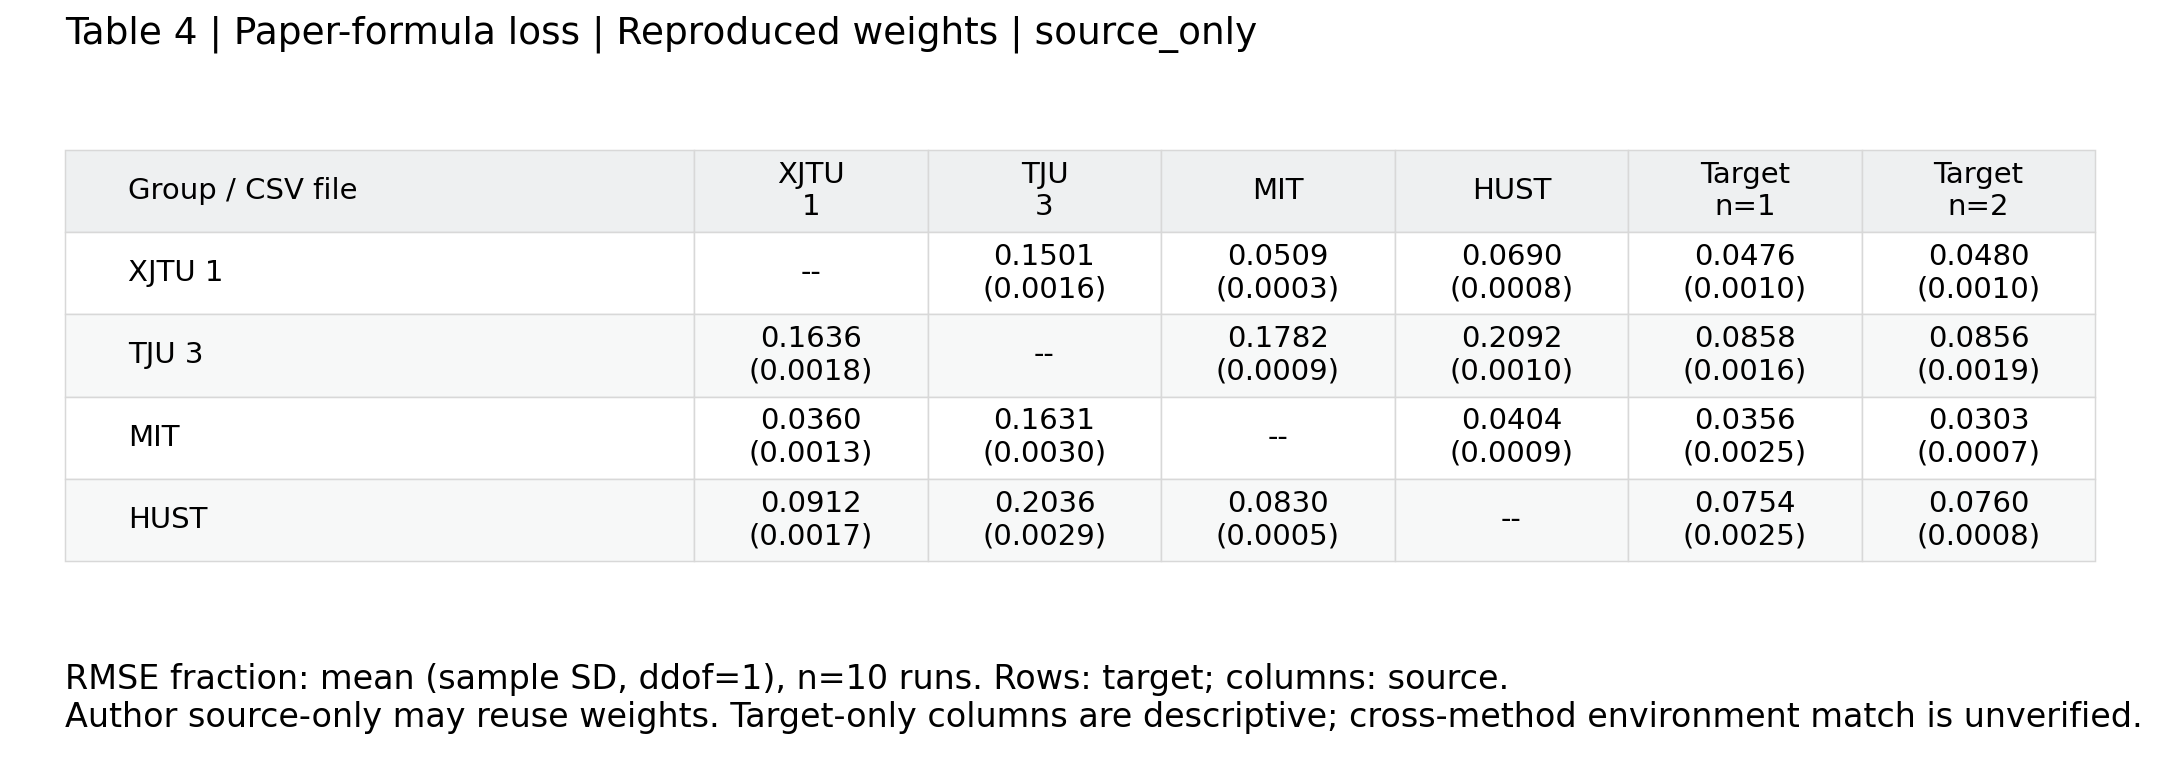 Table 4 | Paper-formula loss | Reproduced weights | source_only
Group / CSV file
XJTU
1
TJU
3
MIT
HUST
Target
n=1
Target
n=2
XJTU 1
--
0.1501
(0.0016)
0.0509
(0.0003)
0.0690
(0.0008)
0.0476
(0.0010)
0.0480
(0.0010)
TJU 3
0.1636
(0.0018)
--
0.1782
(0.0009)
0.2092
(0.0010)
0.0858
(0.0016)
0.0856
(0.0019)
MIT
0.0360
(0.0013)
0.1631
(0.0030)
--
0.0404
(0.0009)
0.0356
(0.0025)
0.0303
(0.0007)
HUST
0.0912
(0.0017)
0.2036
(0.0029)
0.0830
(0.0005)
--
0.0754
(0.0025)
0.0760
(0.0008)
RMSE fraction: mean (sample SD, ddof=1), n=10 runs. Rows: target; columns: source.
Author source-only may reuse weights. Target-only columns are descriptive; cross-method environment match is unverified.